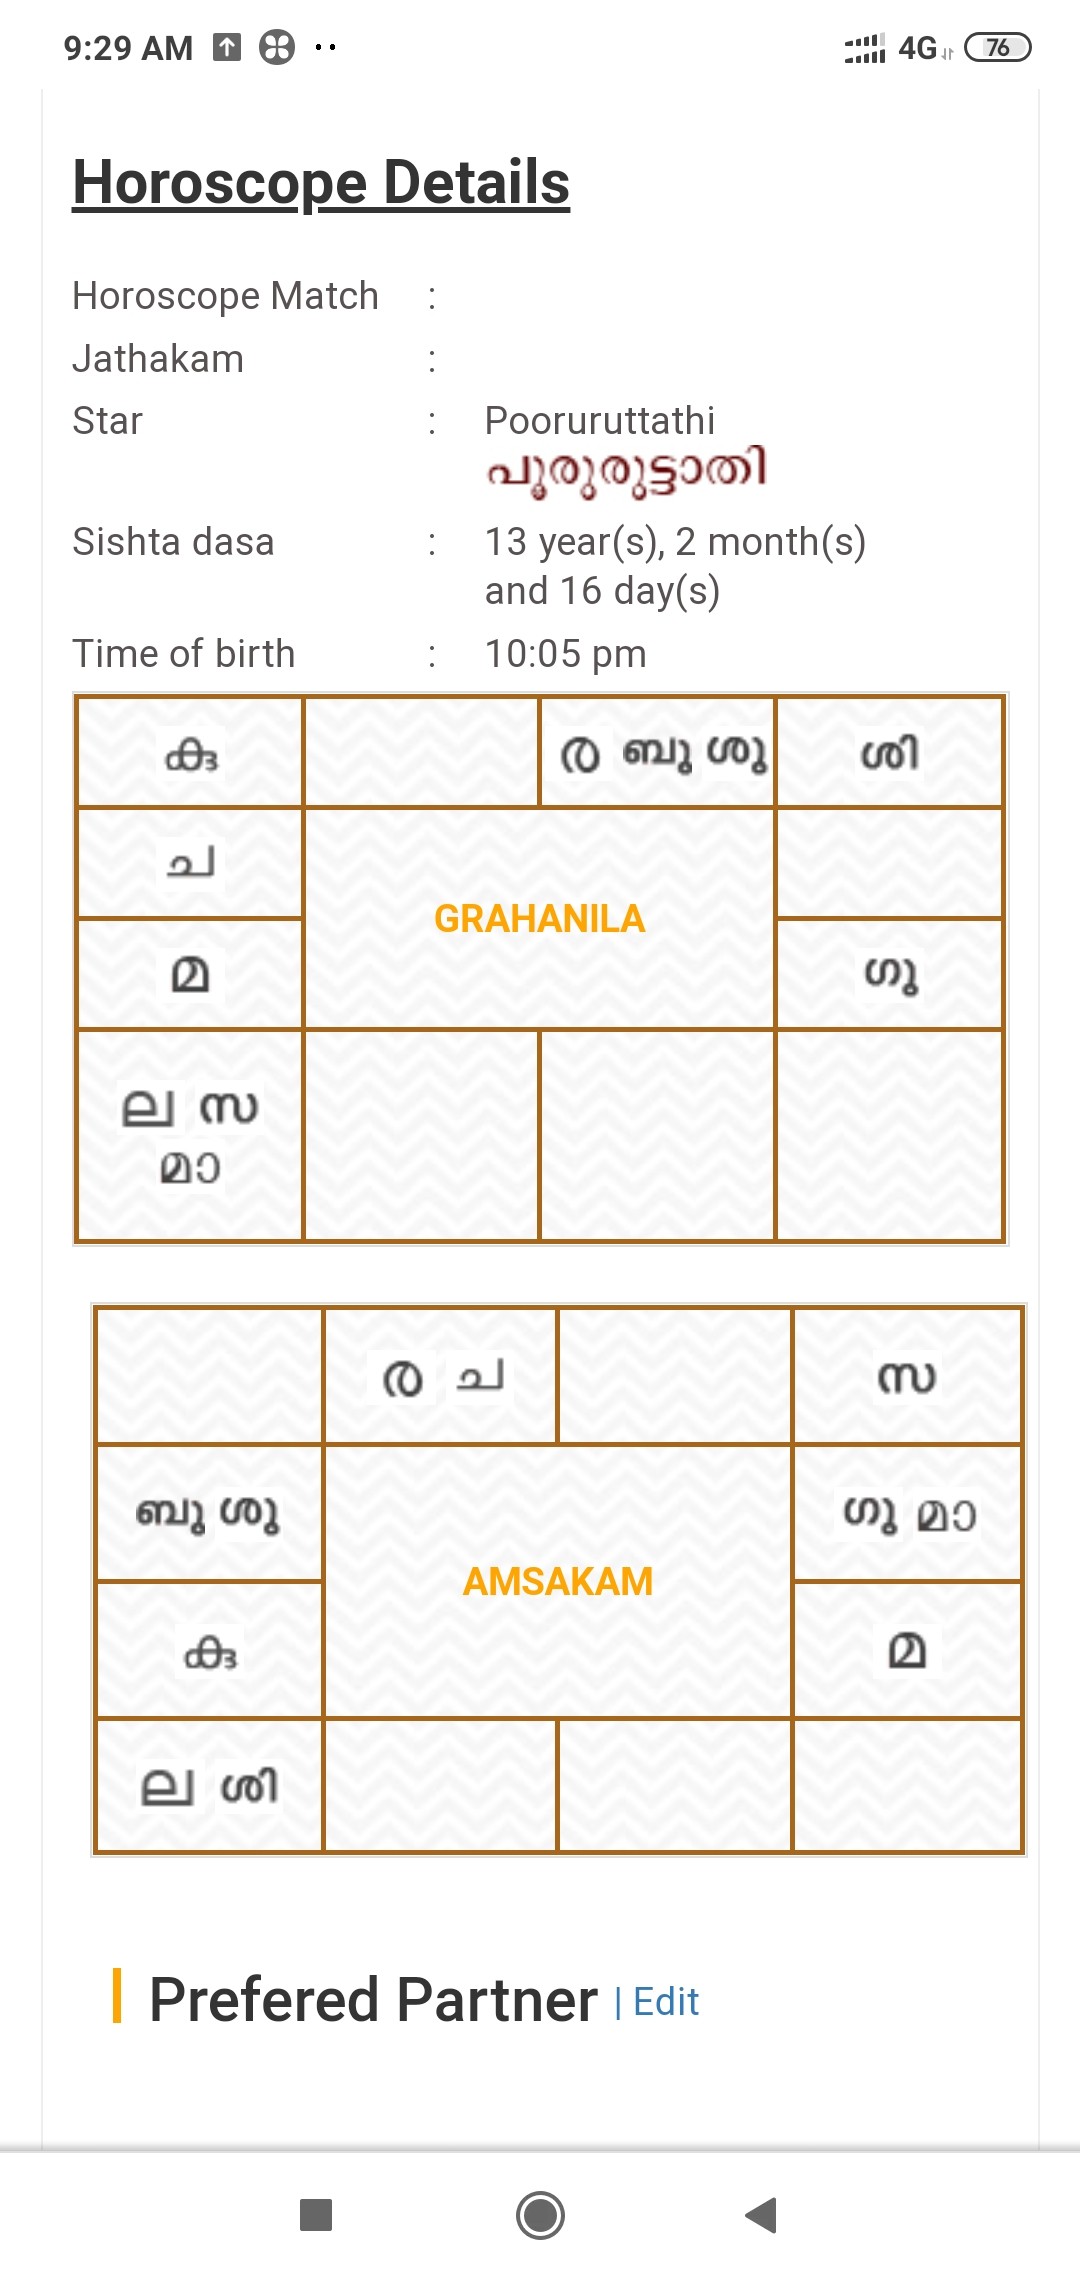 9:29 AM 4G 76
Horoscope Details
Horoscope Match :
Jathakam :
Star : Pooruruttathi
പൂരുരുട്ടാതി
Sishta dasa : 13 year(s), 2 month(s)
and 16 day(s)
Time of birth : 10:05 pm
കു ര ബു ശു ശി
ച
GRAHANILA
മ ഗു
ല സ
മാ
ര ച സ
ബു ശു ഗു മാ
AMSAKAM
കു മ
ല ശി
Prefered Partner | Edit